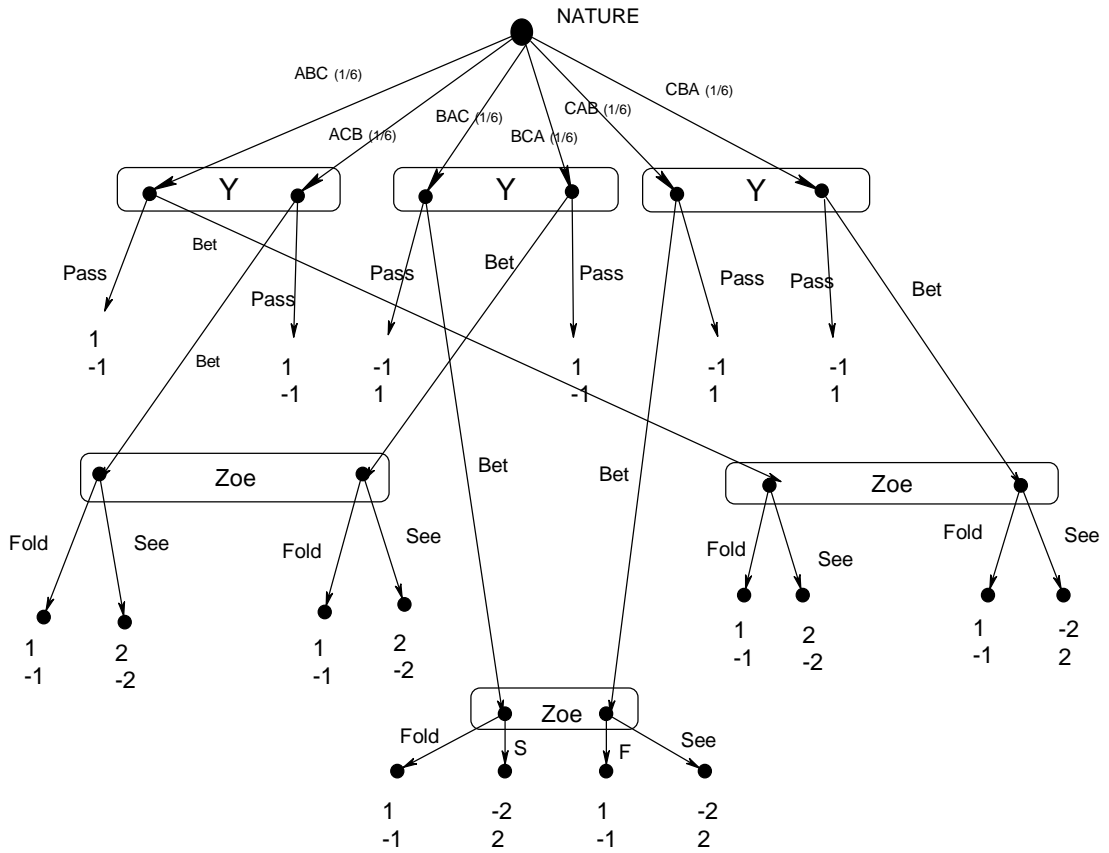 NATURE
ABC (1/6)
CBA (1/6)
BAC (1/6)
CAB (1/6)
ACB (1/6)
BCA (1/6)
Y
Y
Y
Bet
Bet
Pass
Pass
Pass
Pass
Pass
Pass
Bet
1
-1
Bet
1
-1
-1
1
1
-1
-1
1
-1
1
Bet
Bet
Zoe
Zoe
Fold
See
Fold
See
Fold
See
Fold
See
1
-1
2
-2
1
-1
2
-2
1
-1
2
-2
1
-1
-2
2
Zoe
Fold
S
F
See
1
-1
-2
2
1
-1
-2
2